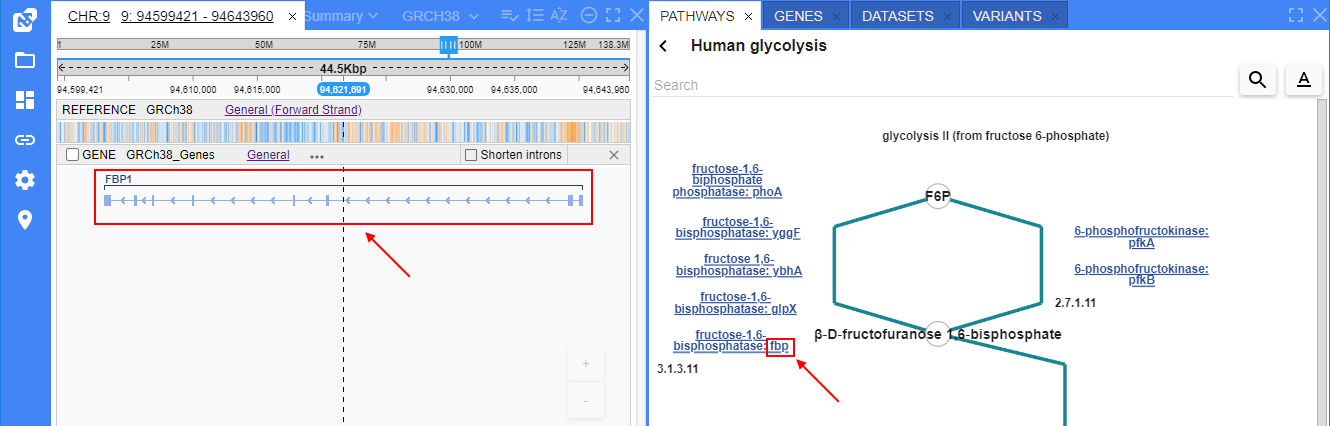 CHR:9 9: 94599421 - 94643960 × Summary GRCH38
1 25M 50M 75M 100M 125M 138.3M
44.5Kbp
94,599,421 94,610,000 94,615,000 94,621,691 94,630,000 94,635,000 94,643,960
REFERENCE GRCh38 General (Forward Strand)
GENE GRCh38_Genes General ••• Shorten introns ×
FBP1
+
-
PATHWAYS × GENES × DATASETS × VARIANTS ×
Human glycolysis
Search A
glycolysis II (from fructose 6-phosphate)
fructose-1,6-
biphosphate
phosphatase: phoA
fructose-1,6-
bisphosphatase: yggF
fructose 1,6-
bisphosphatase: ybhA
fructose-1,6-
bisphosphatase: glpX
fructose-1,6-
bisphosphatase: fbp
3.1.3.11
F6P
6-phosphofructokinase:
pfkA
6-phosphofructokinase:
pfkB
2.7.1.11
β-D-fructofuranose 1,6-bisphosphate